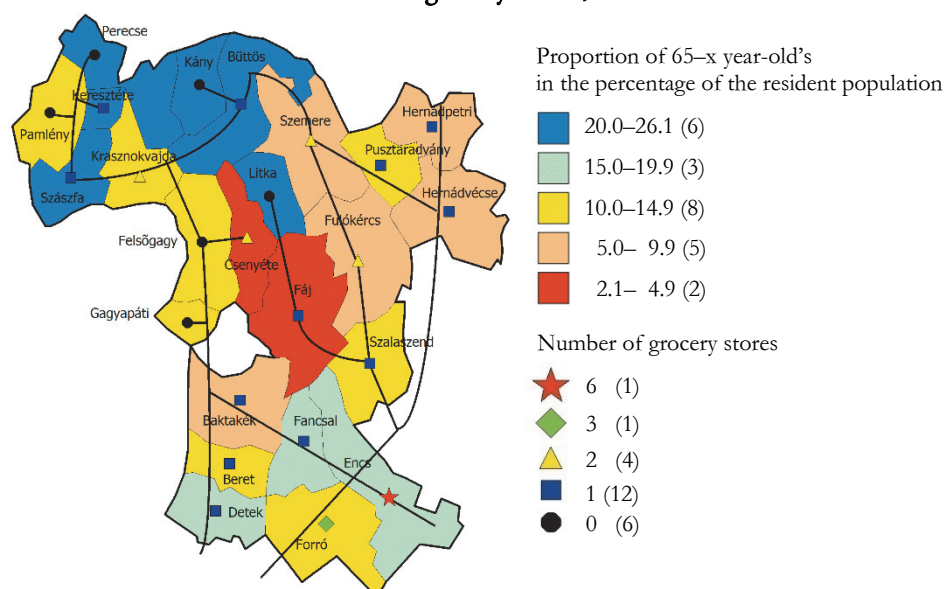 Perecse
Kány
Büttös
Keresztéte
Pamlény
Krasznokvajda
Szászfa
Szemere
Hernádpetri
Pusztaradvány
Hernádvécse
Litka
Fulókércs
Felsõgagy
Csenyéte
Fáj
Gagyapáti
Szalaszend
Baktakék
Fancsal
Encs
Beret
Detek
Forró
Proportion of 65–x year-old’s
in the percentage of the resident population
20.0–26.1 (6)
15.0–19.9 (3)
10.0–14.9 (8)
5.0– 9.9 (5)
2.1– 4.9 (2)
Number of grocery stores
6 (1)
3 (1)
2 (4)
1 (12)
0 (6)